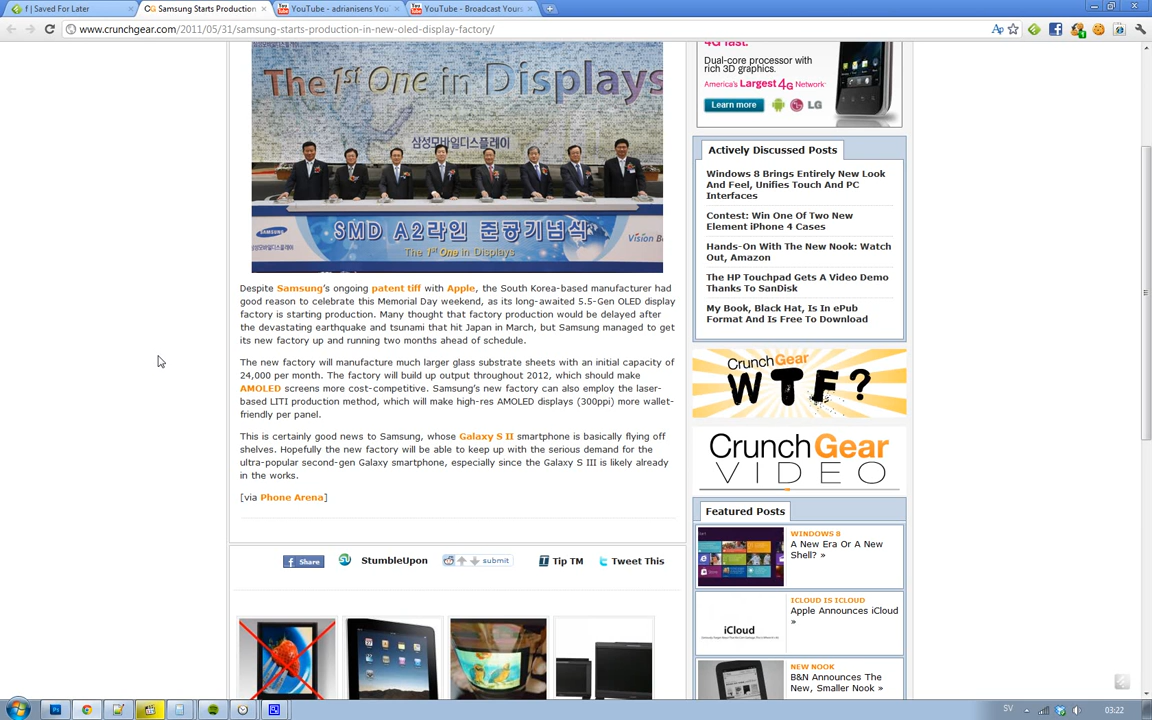 f | Saved For Later
CG Samsung Starts Production
YouTube - adrianisens You
YouTube - Broadcast Yours
www.crunchgear.com/2011/05/31/samsung-starts-production-in-new-oled-display-factory/
The 1st One in Displays
삼성모바일디스플레이
SAMSUNG
삼성모바일디스플레이
SMD A2라인 준공기념식
The 1st One in Displays
Despite Samsung's ongoing patent tiff with Apple, the South Korea-based manufacturer had
good reason to celebrate this Memorial Day weekend, as its long-awaited 5.5-Gen OLED display
factory is starting production. Many thought that factory production would be delayed after
the devastating earthquake and tsunami that hit Japan in March, but Samsung managed to get
its new factory up and running two months ahead of schedule.
The new factory will manufacture much larger glass substrate sheets with an initial capacity of
24,000 per month. The factory will build up output throughout 2012, which should make
AMOLED screens more cost-competitive. Samsung's new factory can also employ the laser-
based LITI production method, which will make high-res AMOLED displays (300ppi) more wallet-
friendly per panel.
This is certainly good news to Samsung, whose Galaxy S II smartphone is basically flying off
shelves. Hopefully the new factory will be able to keep up with the serious demand for the
ultra-popular second-gen Galaxy smartphone, especially since the Galaxy S III is likely already
in the works.
[via Phone Arena]
Share
StumbleUpon
submit
Tip TM
Tweet This
4G fast.
Dual-core processor with
rich 3D graphics.
America's Largest 4G Network
Learn more
LG
Actively Discussed Posts
Windows 8 Brings Entirely New Look
And Feel, Unifies Touch And PC
Interfaces
Contest: Win One Of Two New
Element iPhone 4 Cases
Hands-On With The New Nook: Watch
Out, Amazon
The HP Touchpad Gets A Video Demo
Thanks To SanDisk
My Book, Black Hat, Is In ePub
Format And Is Free To Download
CrunchGear
WTF?
CrunchGear
VIDEO
Featured Posts
WINDOWS 8
A New Era Or A New
Shell? »
ICLOUD IS ICLOUD
Apple Announces iCloud
»
iCloud
NEW NOOK
B&N Announces The
New, Smaller Nook »
SV
03:22